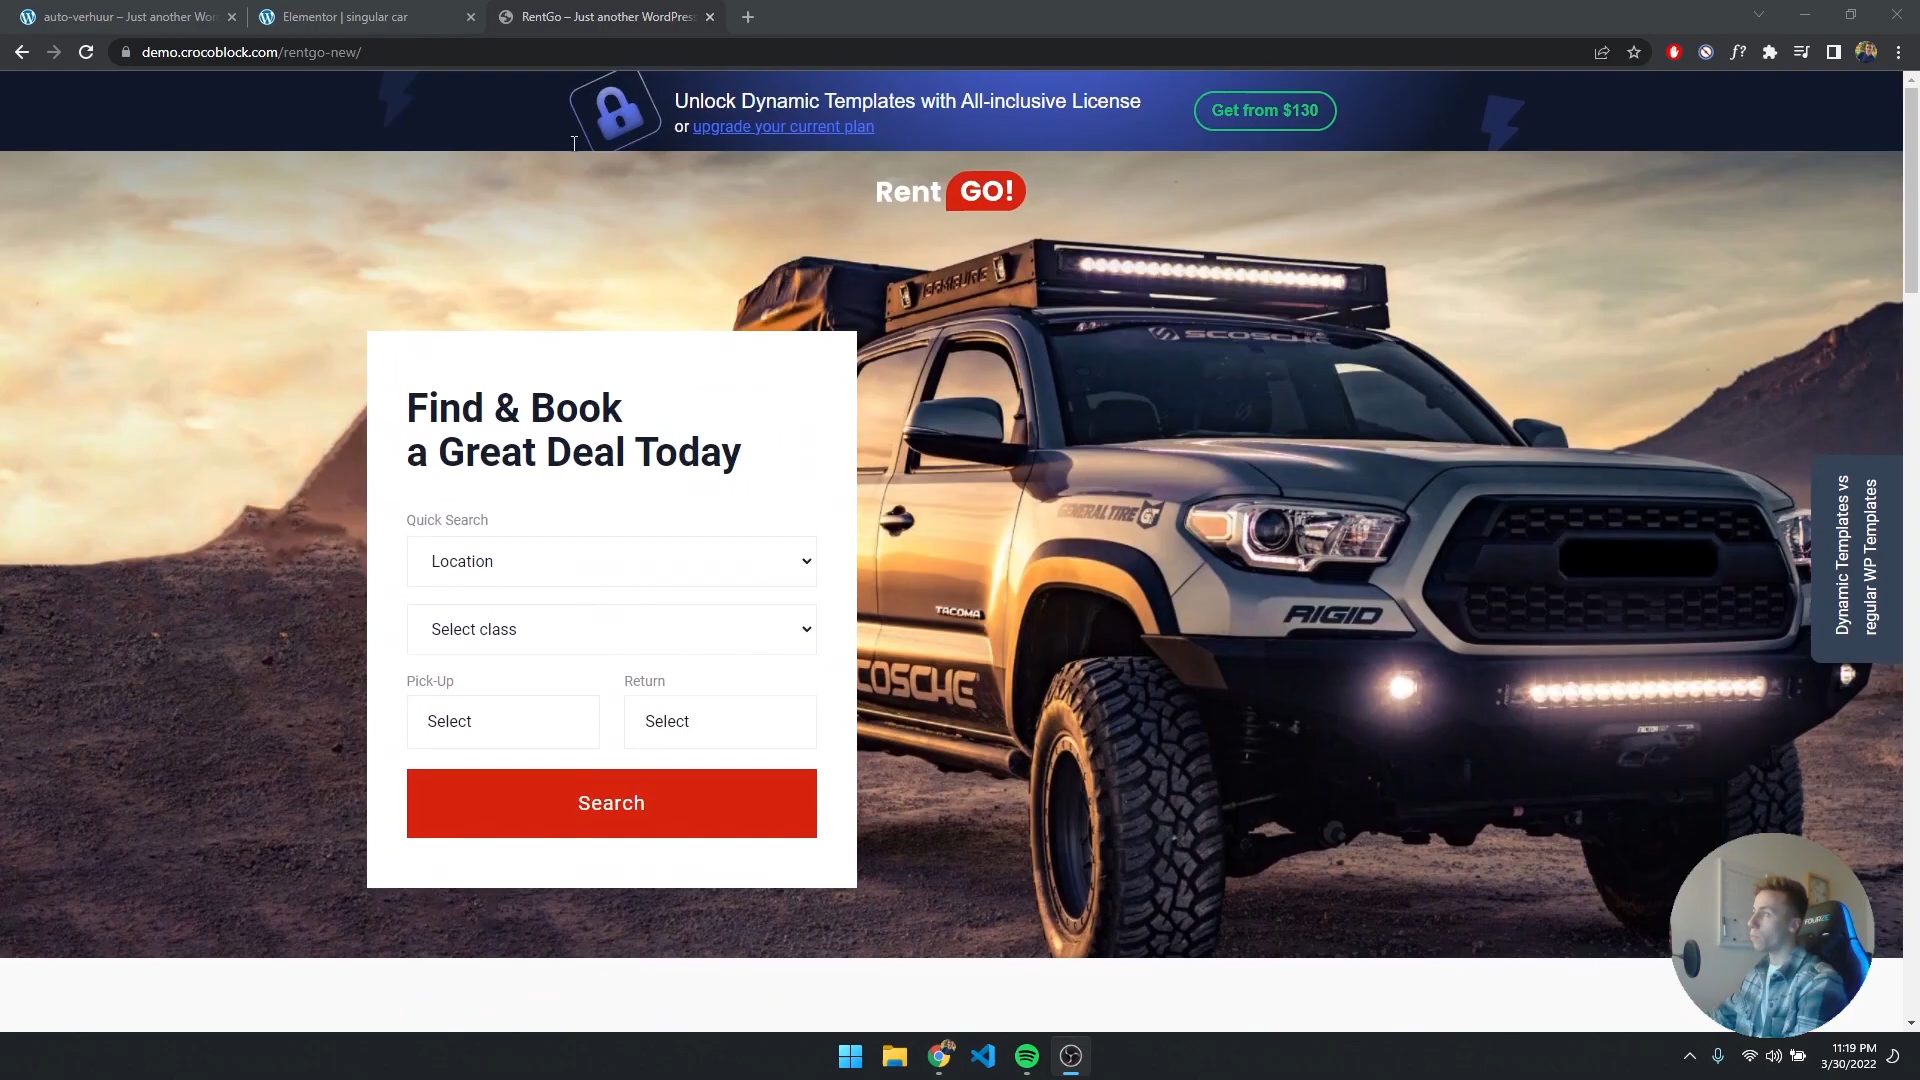 auto-verhuur – Just another Wor
Elementor | singular car
RentGo – Just another WordPress
demo.crocoblock.com/rentgo-new/
Unlock Dynamic Templates with All-inclusive License
or upgrade your current plan
Get from $130
Rent GO!
SCOSCHE
Find & Book
a Great Deal Today
Quick Search
Location
Select class
Pick-Up
Return
Select
Select
Search
GENERAL TIRE
TACOMA
RIGID
SCOSCHE
Dynamic Templates vs
regular WP Templates
11:19 PM
3/30/2022